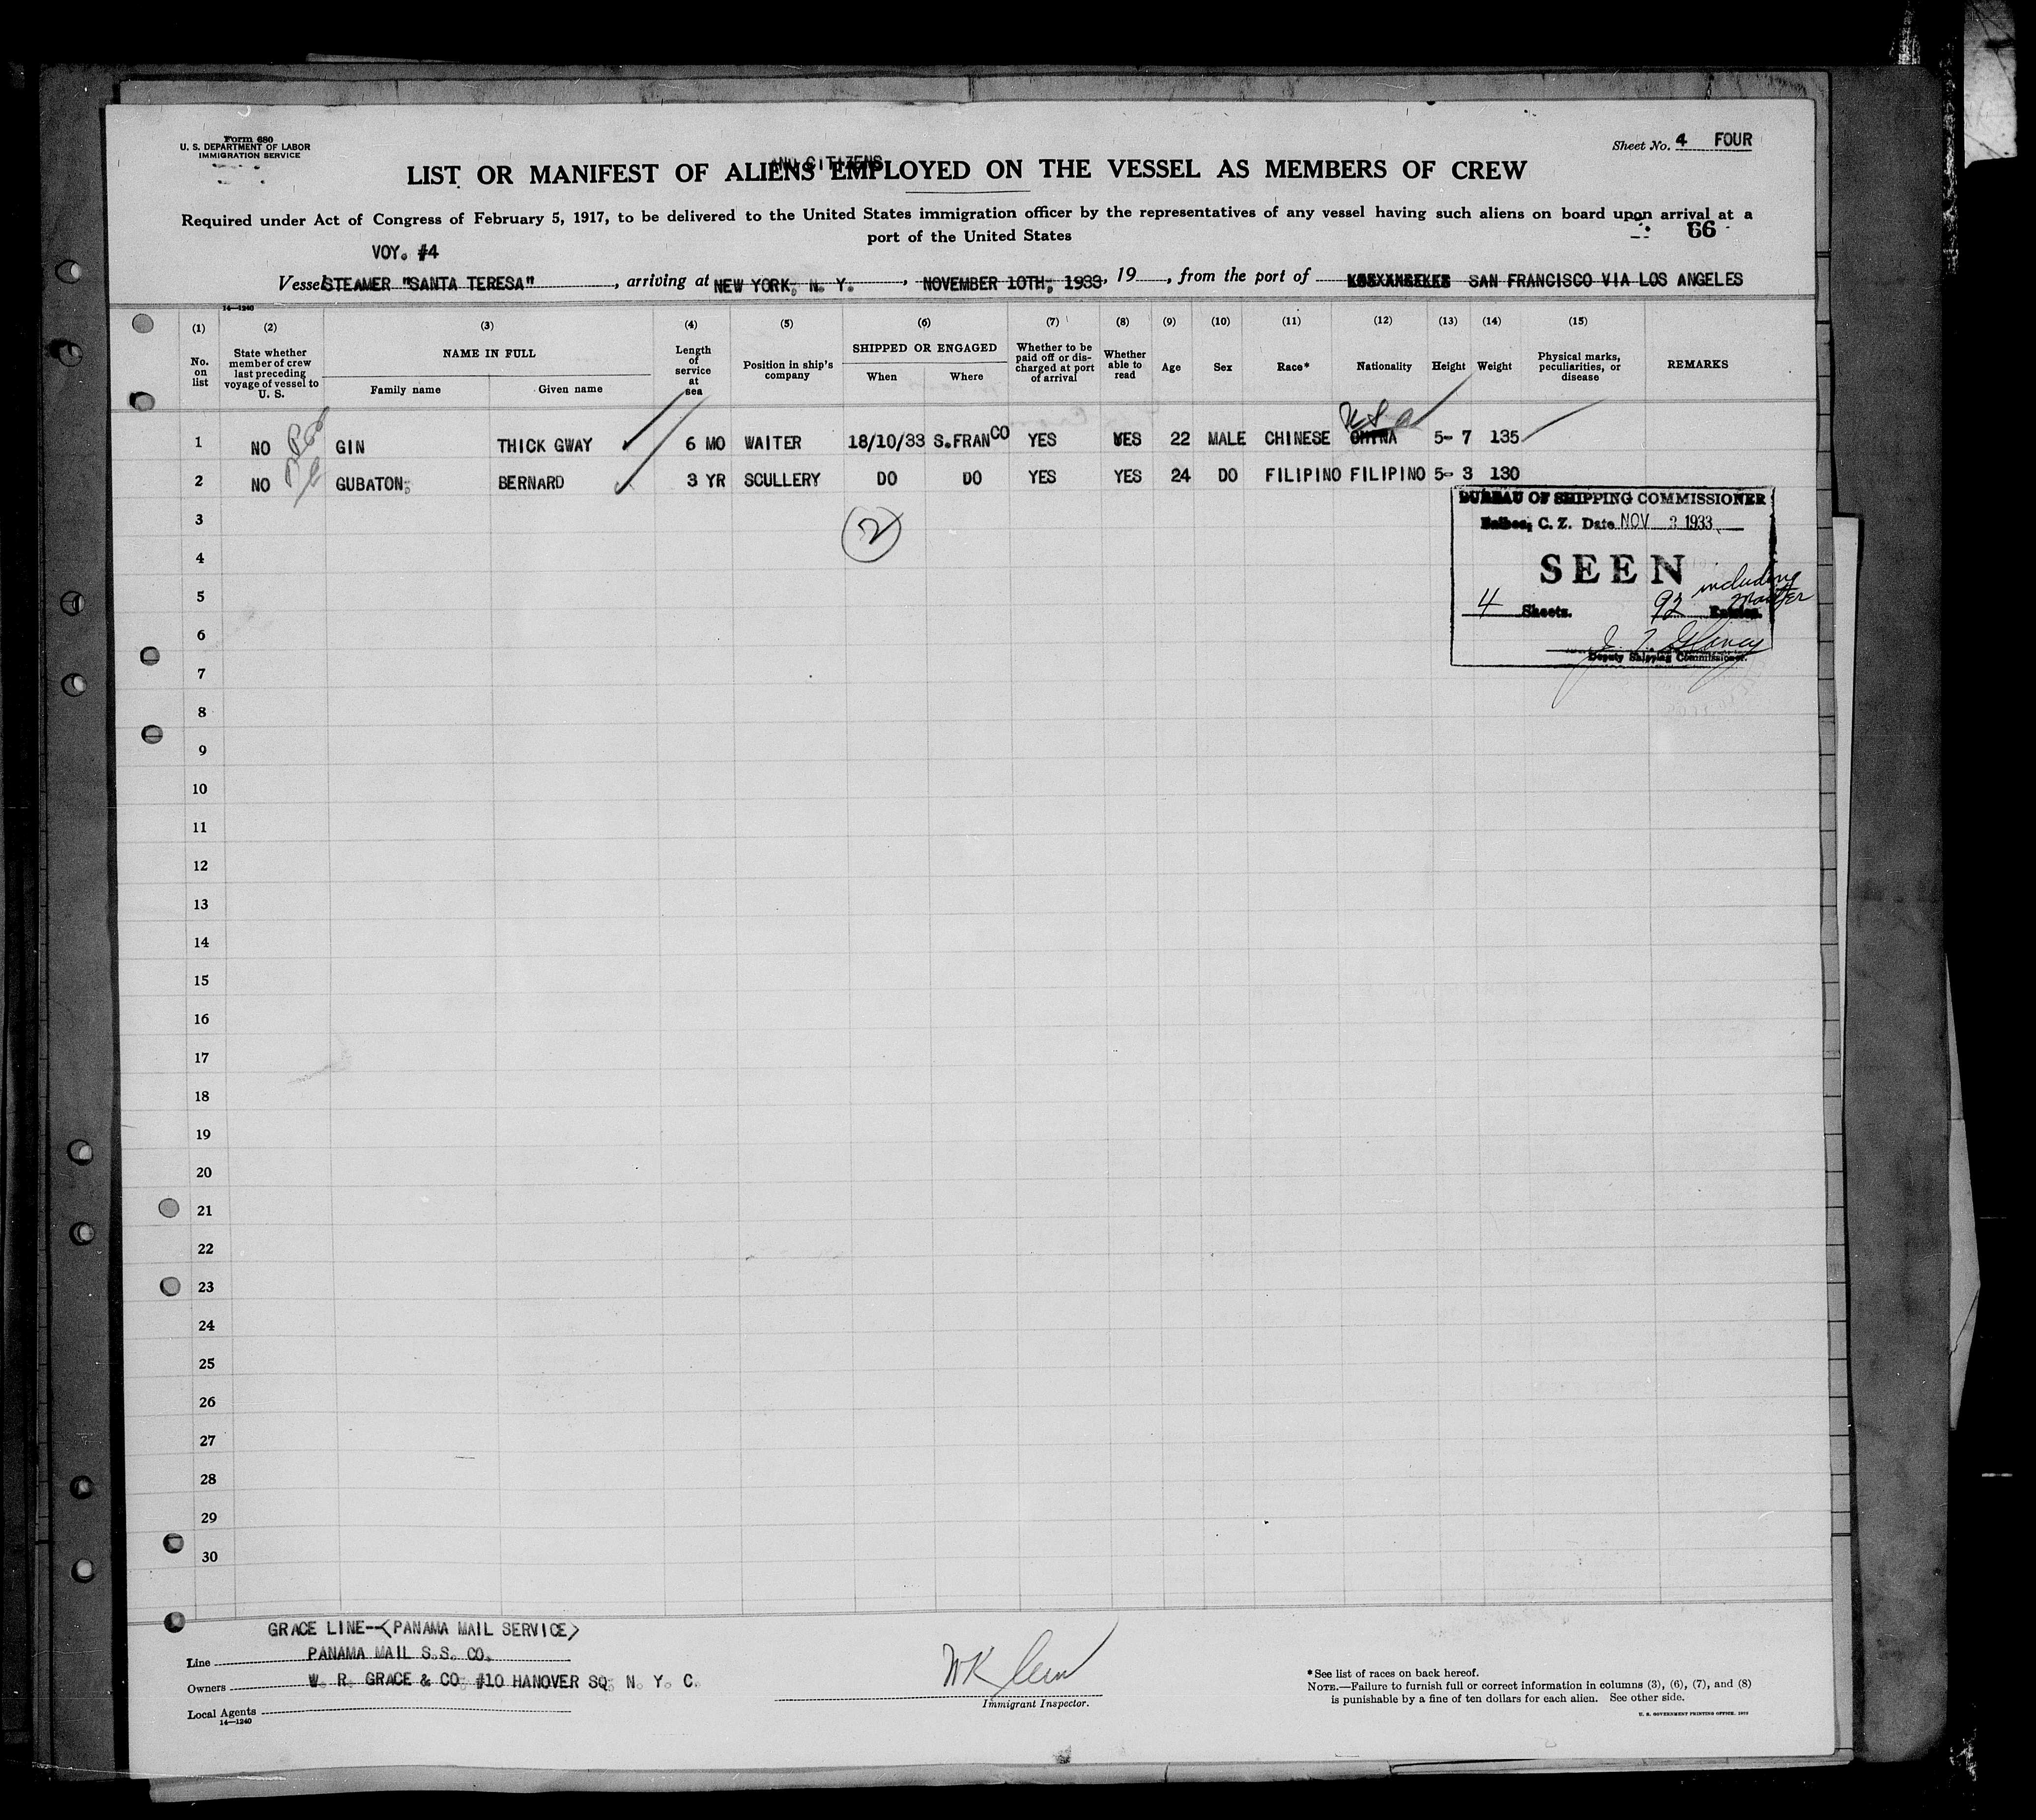 Form 680
U. S. DEPARTMENT OF LABOR
IMMIGRATION SERVICE
Sheet No. 4 FOUR
AND CITIZENS
LIST OR MANIFEST OF ALIENS EMPLOYED ON THE VESSEL AS MEMBERS OF CREW
Required under Act of Congress of February 5, 1917, to be delivered to the United States immigration officer by the representatives of any vessel having such aliens on board upon arrival at a
port of the United States
66
VOY. #4
Vessel STEAMER "SANTA TERESA", arriving at NEW YORK, N. Y., NOVEMBER 10TH, 1933, 19, from the port of SAN FRANCISCO VIA LOS ANGELES
14—1240
(1) (2) (3) (4) (5) (6) (7) (8) (9) (10) (11) (12) (13) (14) (15)
No. on list
State whether member of crew last preceding voyage of vessel to U. S.
NAME IN FULL
Family name
Given name
Length of service at sea
Position in ship's company
SHIPPED OR ENGAGED
When
Where
Whether to be paid off or discharged at port of arrival
Whether able to read
Age
Sex
Race*
Nationality
Height
Weight
Physical marks, peculiarities, or disease
REMARKS
U S A
1 NO GIN THICK GWAY 6 MO WAITER 18/10/33 S.FRANCO YES YES 22 MALE CHINESE CHINA 5- 7 135
2 NO GUBATON, BERNARD 3 YR SCULLERY DO DO YES YES 24 DO FILIPINO FILIPINO 5- 3 130
BUREAU OF SHIPPING COMMISSIONER
Balboa, C. Z. Date NOV 3 1933
SEEN
including
4 Sheets. 92 Master Entries.
Deputy Shipping Commissioner.
2
3
4
5
6
7
8
9
10
11
12
13
14
15
16
17
18
19
20
21
22
23
24
25
26
27
28
29
30
GRACE LINE--(PANAMA MAIL SERVICE)
Line PANAMA MAIL S.S. CO.
Owners W. R. GRACE & CO #10 HANOVER SQ N. Y. C.
Local Agents
14—1240
Immigrant Inspector.
*See list of races on back hereof.
NOTE.—Failure to furnish full or correct information in columns (3), (6), (7), and (8)
is punishable by a fine of ten dollars for each alien. See other side.
U. S. GOVERNMENT PRINTING OFFICE.